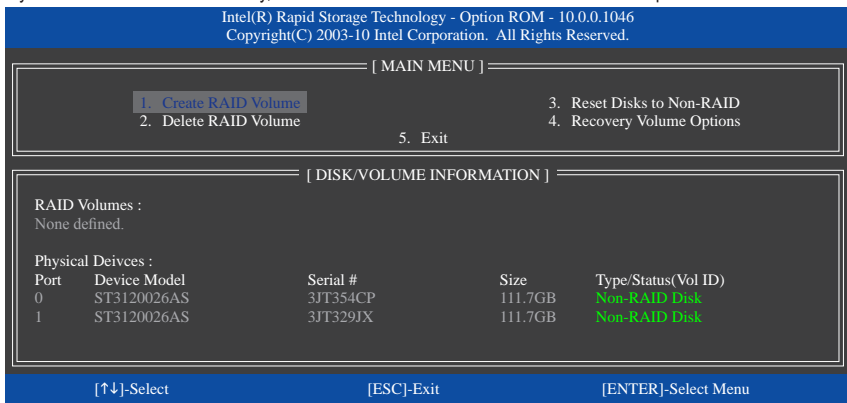 Intel(R) Rapid Storage Technology - Option ROM - 10.0.0.1046
Copyright(C) 2003-10 Intel Corporation. All Rights Reserved.
[ MAIN MENU ]
1. Create RAID Volume 3. Reset Disks to Non-RAID
2. Delete RAID Volume 4. Recovery Volume Options
5. Exit
[ DISK/VOLUME INFORMATION ]
RAID Volumes :
None defined.
Physical Deivces :
Port Device Model Serial # Size Type/Status(Vol ID)
0 ST3120026AS 3JT354CP 111.7GB Non-RAID Disk
1 ST3120026AS 3JT329JX 111.7GB Non-RAID Disk
[↑↓]-Select [ESC]-Exit [ENTER]-Select Menu